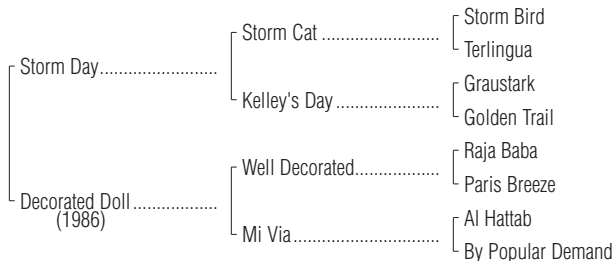 Storm Bird
Storm Cat ........................
Terlingua
Storm Day........................
Graustark
Kelley's Day .....................
Golden Trail
Raja Baba
Well Decorated.................
Paris Breeze
Decorated Doll .................
(1986)
Al Hattab
Mi Via..............................
By Popular Demand